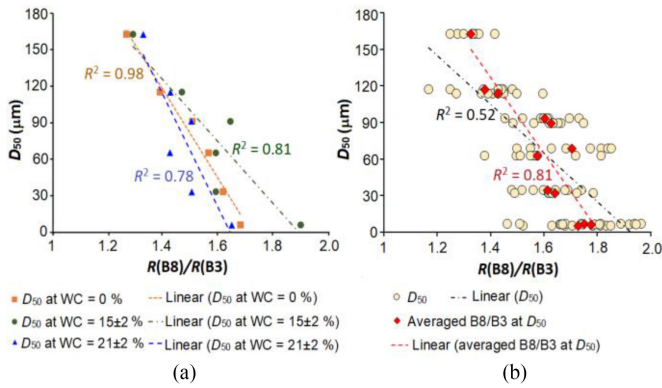 (a)
180
150
120
90
60
30
0
D50 (μm)
R² = 0.98
R² = 0.81
R² = 0.78
1.0 1.2 1.4 1.6 1.8 2.0
R(B8)/R(B3)
D50 at WC = 0 % Linear (D50 at WC = 0 %)
D50 at WC = 15±2 % Linear (D50 at WC = 15±2 %)
D50 at WC = 21±2 % Linear (D50 at WC = 21±2 %)
(a)
(b)
180
150
120
90
60
30
0
D50 (μm)
R² = 0.52
R² = 0.81
1.0 1.2 1.4 1.6 1.8 2.0
R(B8)/R(B3)
D50 Linear (D50)
Averaged B8/B3 at D50
Linear (averaged B8/B3 at D50)
(b)